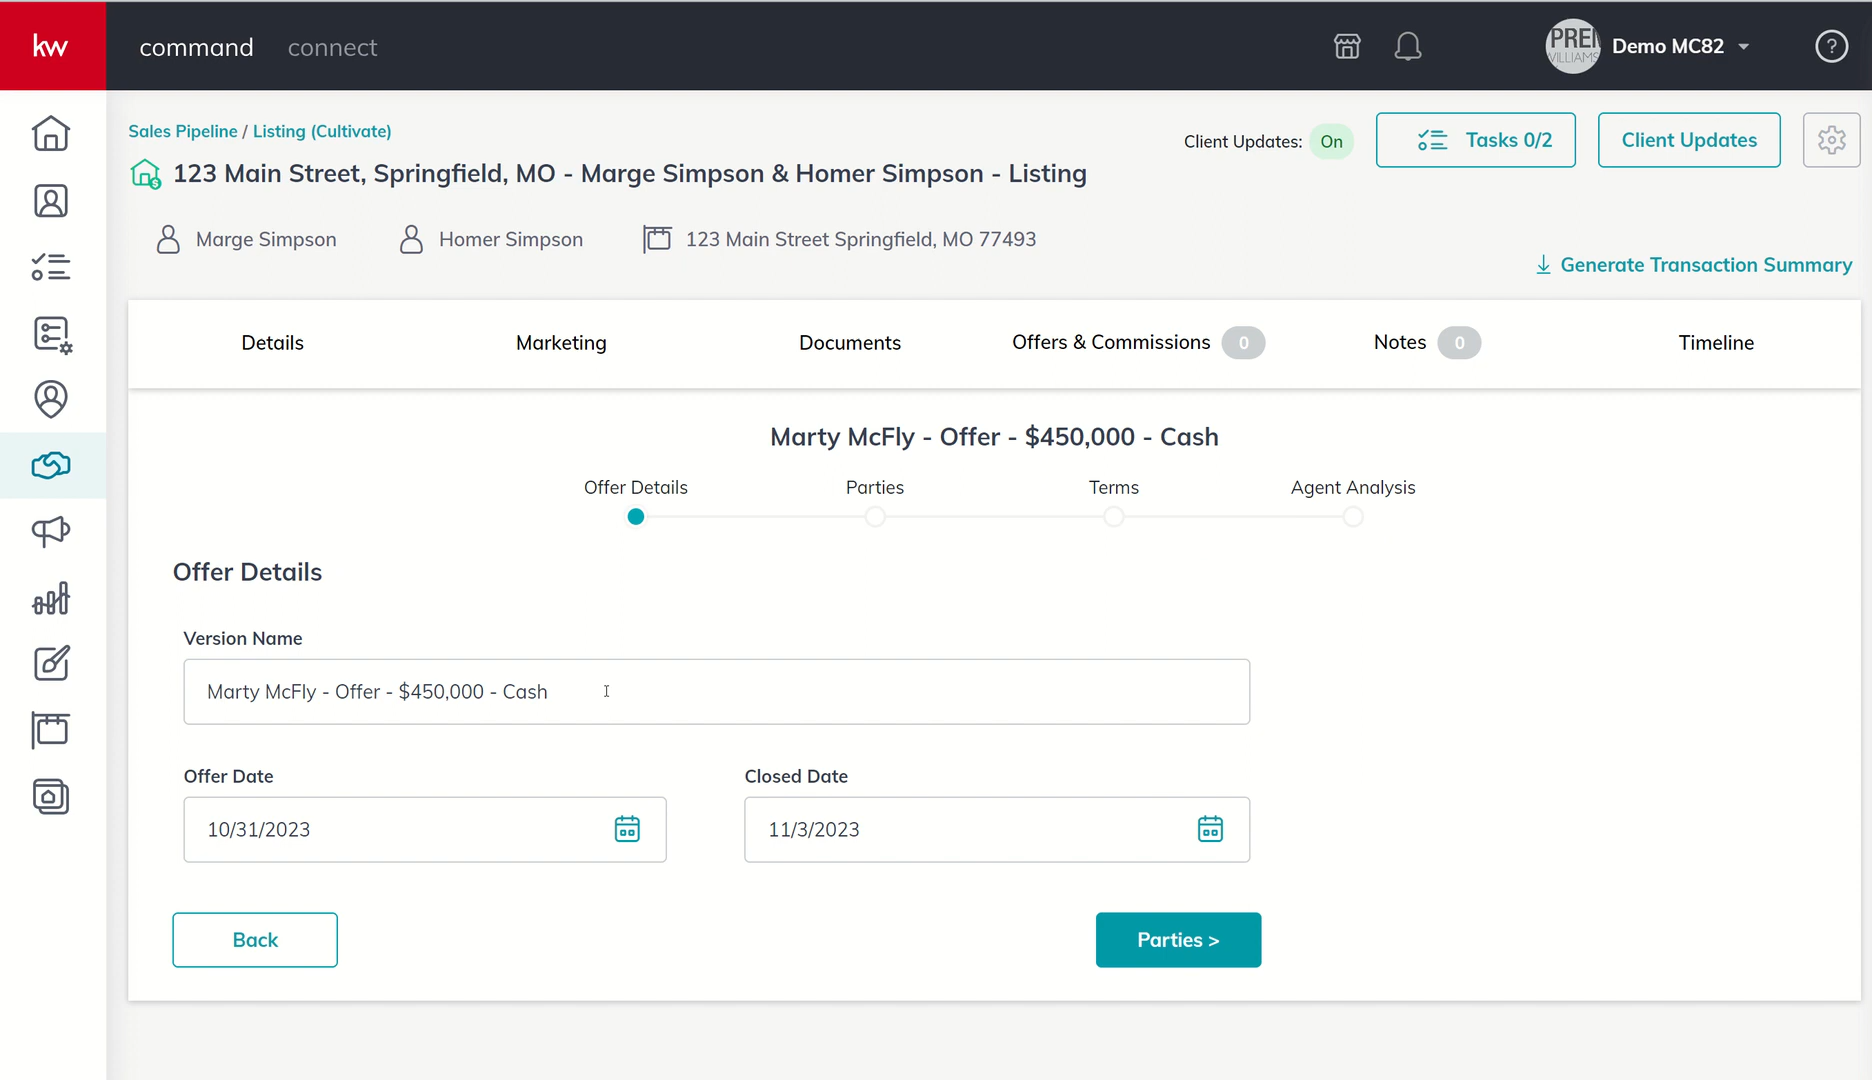 kw
command
connect
PREI
WILLIAMS
Demo MC82
?
Sales Pipeline / Listing (Cultivate)
Client Updates: On
Tasks 0/2
Client Updates
123 Main Street, Springfield, MO - Marge Simpson & Homer Simpson - Listing
Marge Simpson
Homer Simpson
123 Main Street Springfield, MO 77493
Generate Transaction Summary
Details
Marketing
Documents
Offers & Commissions 0
Notes 0
Timeline
Marty McFly - Offer - $450,000 - Cash
Offer Details
Parties
Terms
Agent Analysis
Offer Details
Version Name
Marty McFly - Offer - $450,000 - Cash
Offer Date
Closed Date
10/31/2023
11/3/2023
Back
Parties >